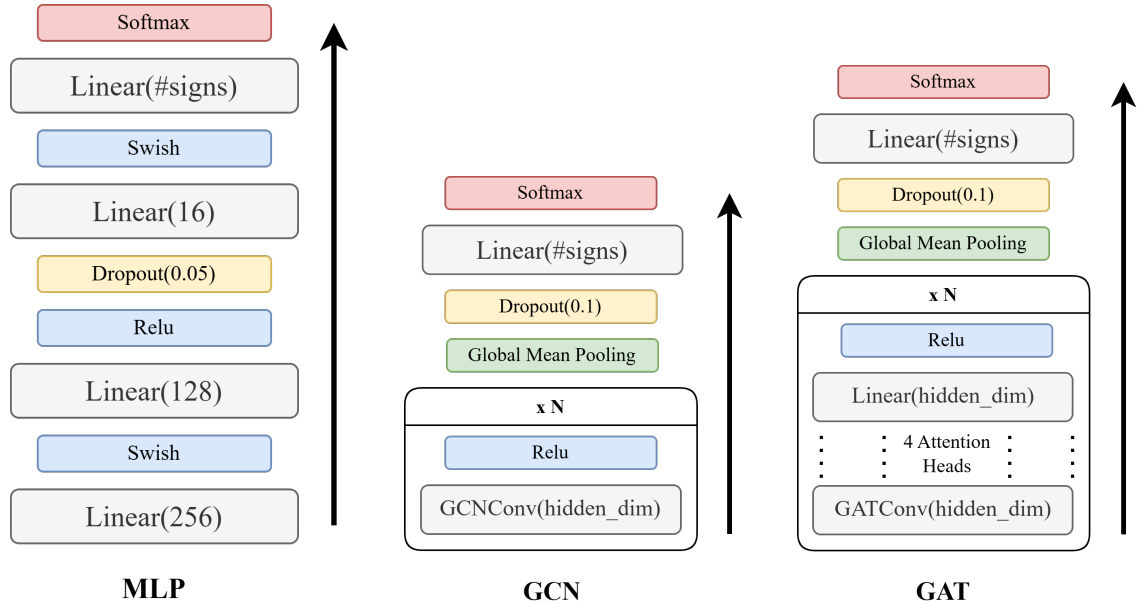 Softmax
Linear(#signs)
Swish
Linear(16)
Dropout(0.05)
Relu
Linear(128)
Swish
Linear(256)
MLP
Softmax
Linear(#signs)
Dropout(0.1)
Global Mean Pooling
x N
Relu
GCNConv(hidden_dim)
GCN
Softmax
Linear(#signs)
Dropout(0.1)
Global Mean Pooling
x N
Relu
Linear(hidden_dim)
4 Attention
Heads
GATConv(hidden_dim)
GAT